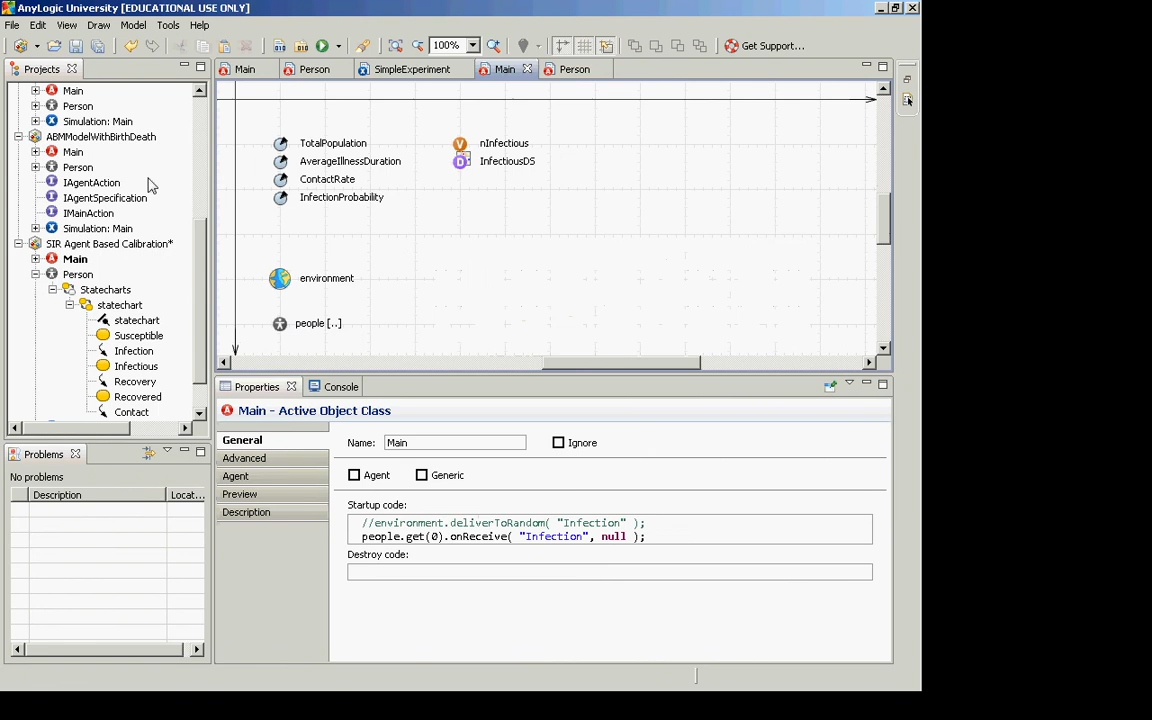 AnyLogic University [EDUCATIONAL USE ONLY]
File Edit View Draw Model Tools Help
100% Get Support...
Projects
Main Person SimpleExperiment Main Person
Main
Person
Simulation: Main
ABMModelWithBirthDeath
Main
Person
IAgentAction
IAgentSpecification
IMainAction
Simulation: Main
SIR Agent Based Calibration*
Main
Person
Statecharts
statechart
statechart
Susceptible
Infection
Infectious
Recovery
Recovered
Contact
TotalPopulation
AverageIllnessDuration
ContactRate
InfectionProbability
V nInfectious
D InfectiousDS
environment
people [..]
Problems
No problems
Description Locat...
Properties Console
Main - Active Object Class
General
Advanced
Agent
Preview
Description
Name: Main Ignore
Agent Generic
Startup code:
//environment.deliverToRandom( "Infection" );
people.get(0).onReceive( "Infection", null );
Destroy code: